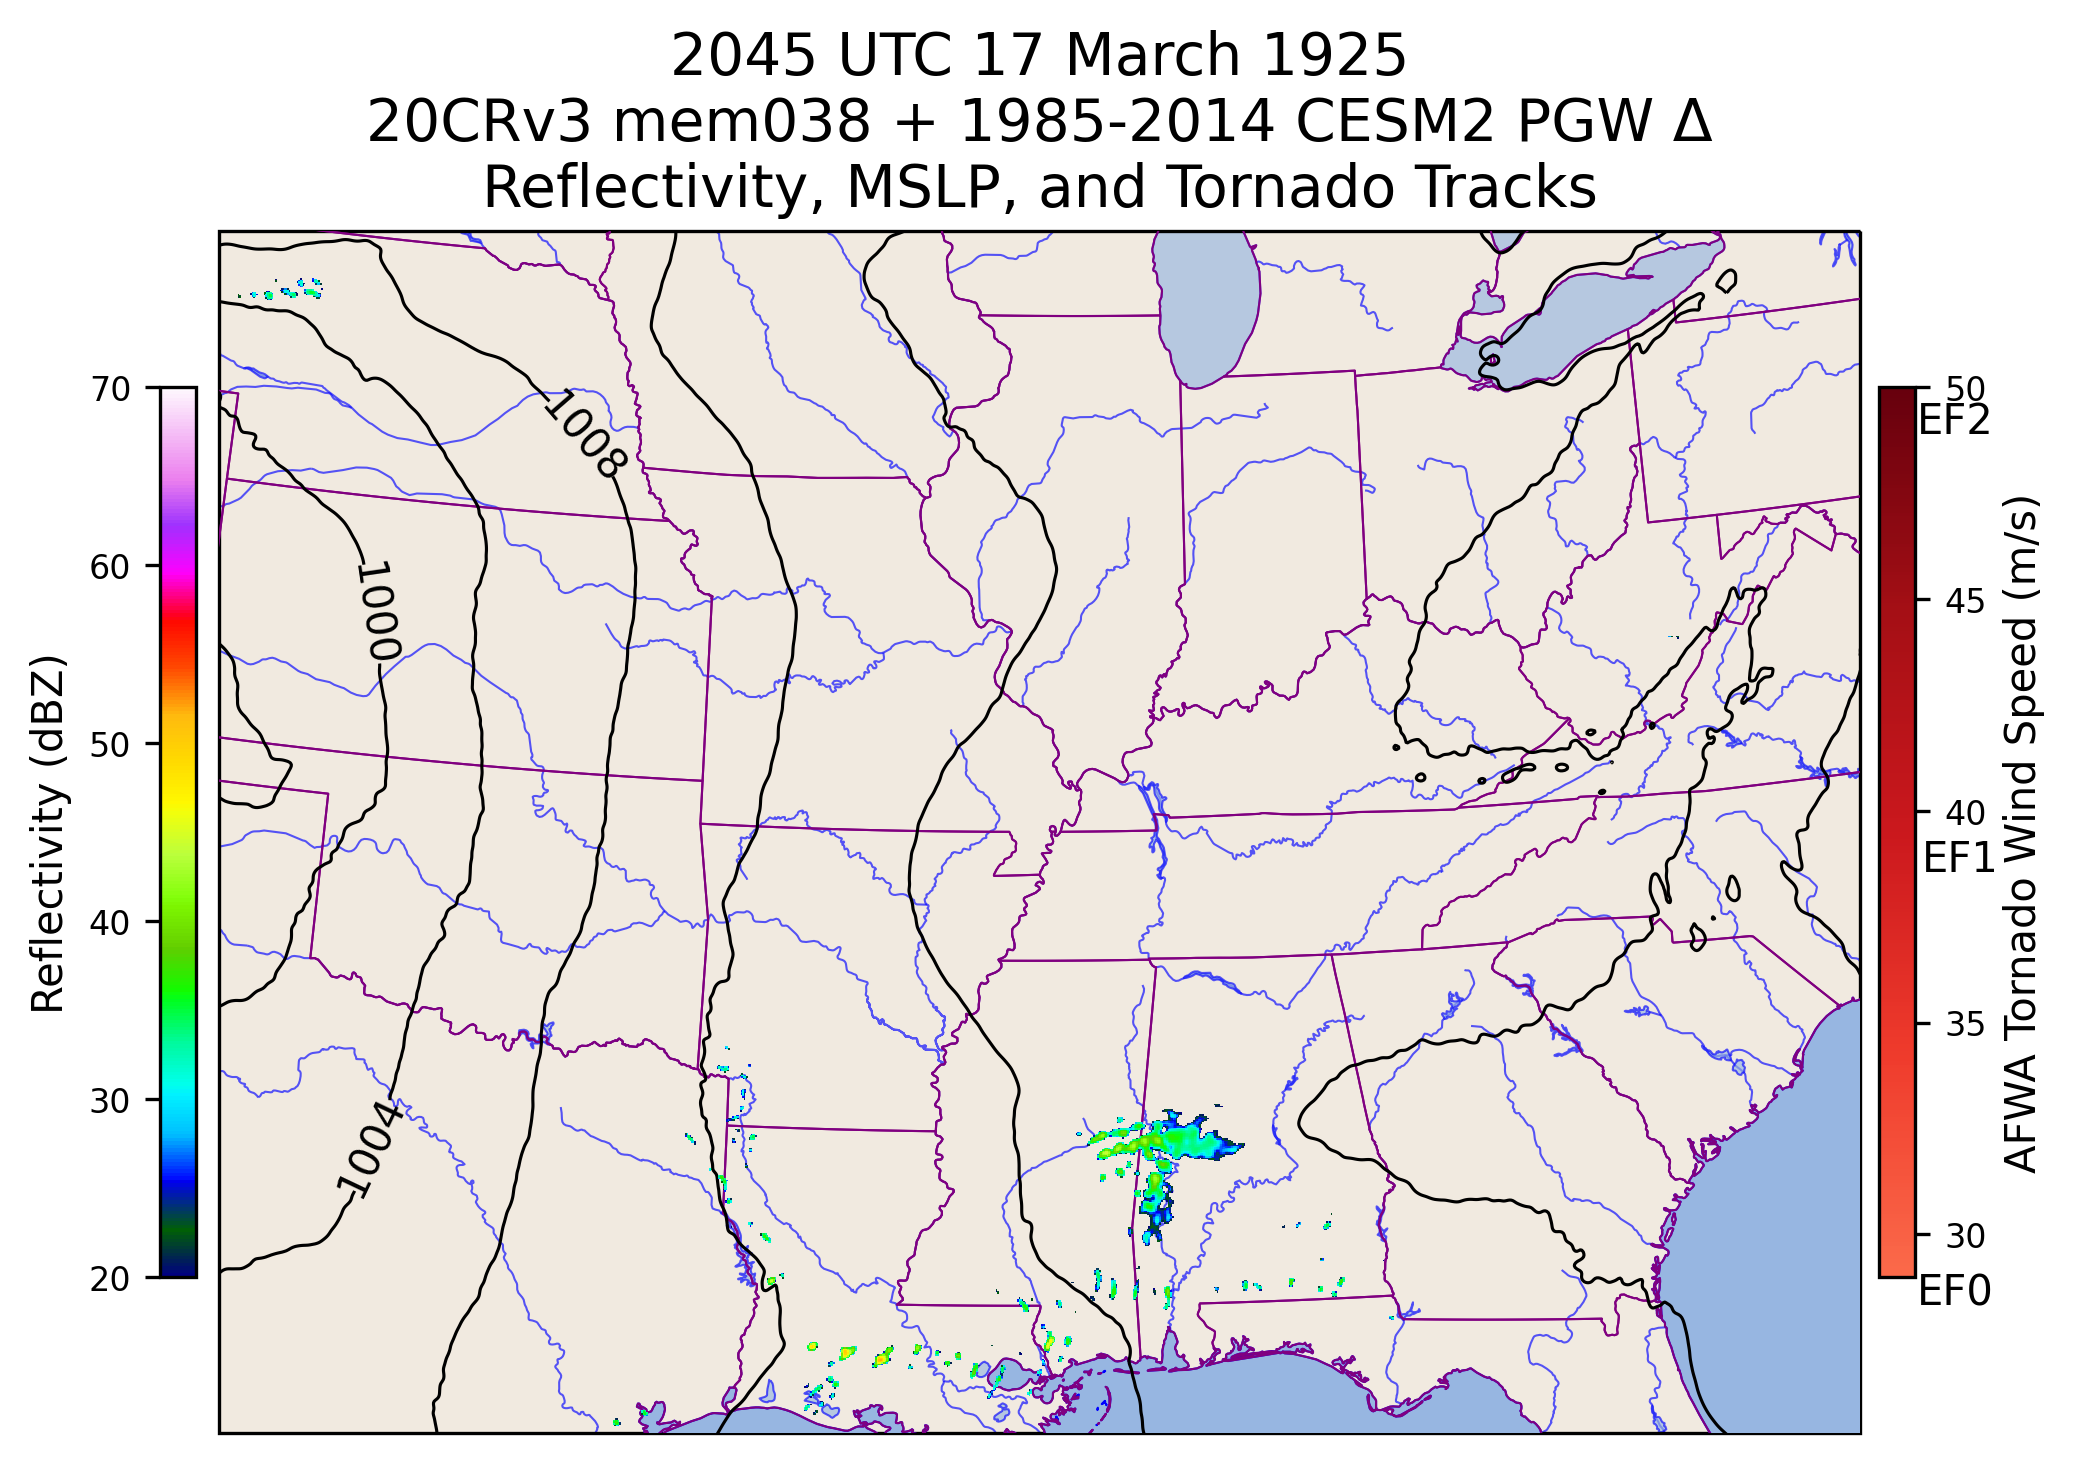 2045 UTC 17 March 1925
20CRv3 mem038 + 1985-2014 CESM2 PGW Δ
Reflectivity, MSLP, and Tornado Tracks
70
60
50
40
30
20
Reflectivity (dBZ)
1008
1000
1004
50
EF2
45
40
EF1
35
30
EF0
AFWA Tornado Wind Speed (m/s)